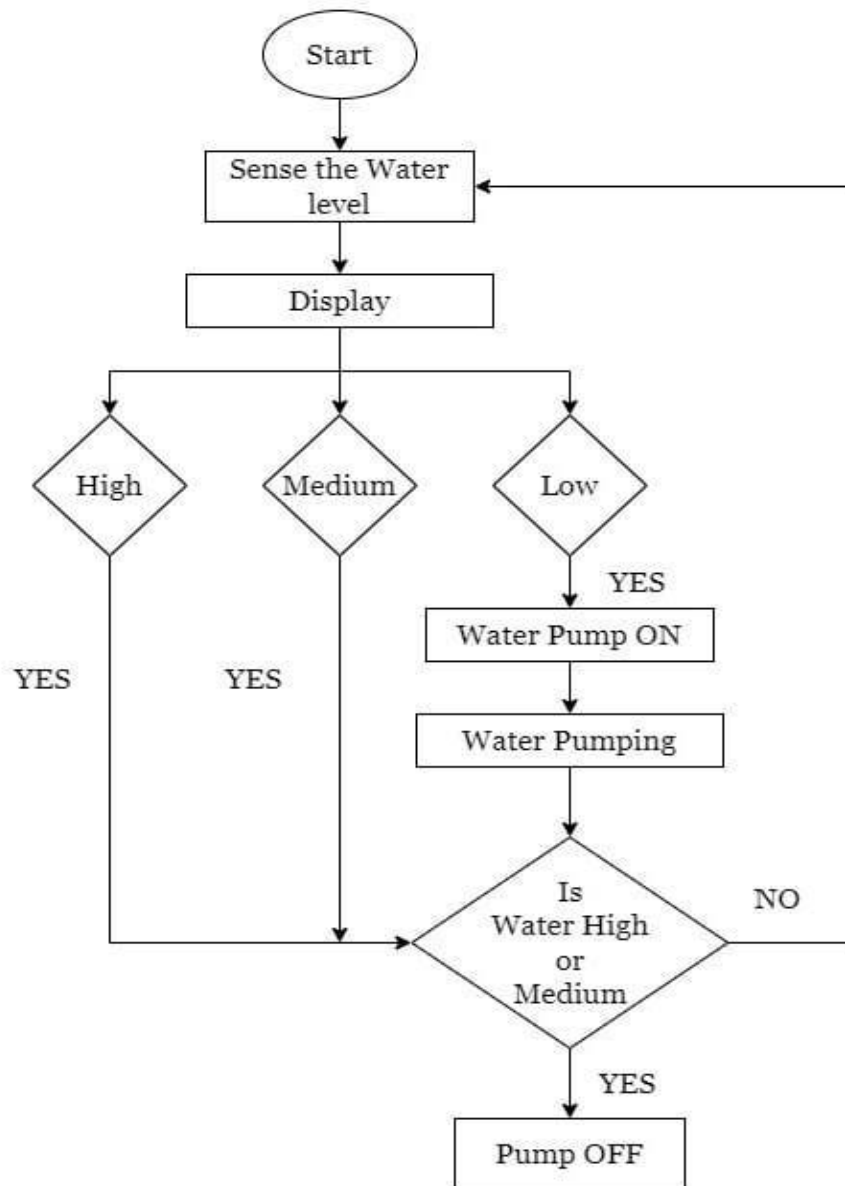 Start
Sense the Water
level
Display
High
Medium
Low
YES
Water Pump ON
YES
YES
Water Pumping
Is
Water High
or
Medium
NO
YES
Pump OFF